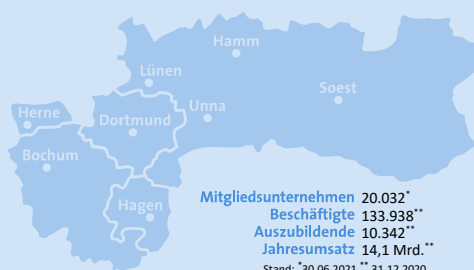 Hamm
Lünen
Soest
Unna
Herne
Dortmund
Bochum
Hagen
Mitgliedsunternehmen 20.032*
Beschäftigte 133.938**
Auszubildende 10.342**
Jahresumsatz 14,1 Mrd.**
Stand: *30.06.2021 ** 31.12.2020